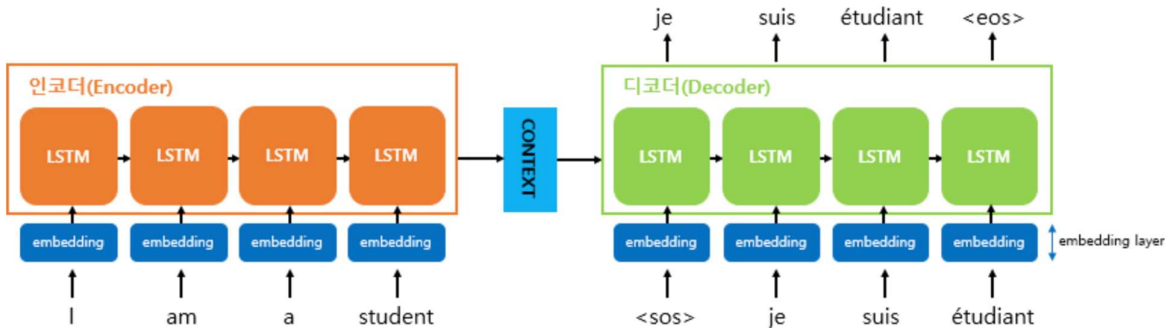 je suis étudiant <eos>
인코더(Encoder)
LSTM LSTM LSTM LSTM
embedding embedding embedding embedding
I am a student
CONTEXT
디코더(Decoder)
LSTM LSTM LSTM LSTM
embedding embedding embedding embedding
embedding layer
<sos> je suis étudiant